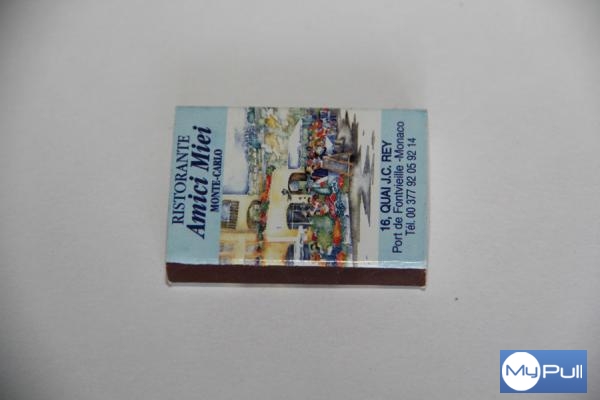 RISTORANTE
Amici Miei
MONTE-CARLO
16, QUAI J.C. REY
Port de Fontvieille -Monaco
Tél. 00 377 92 05 92 14
MyPull